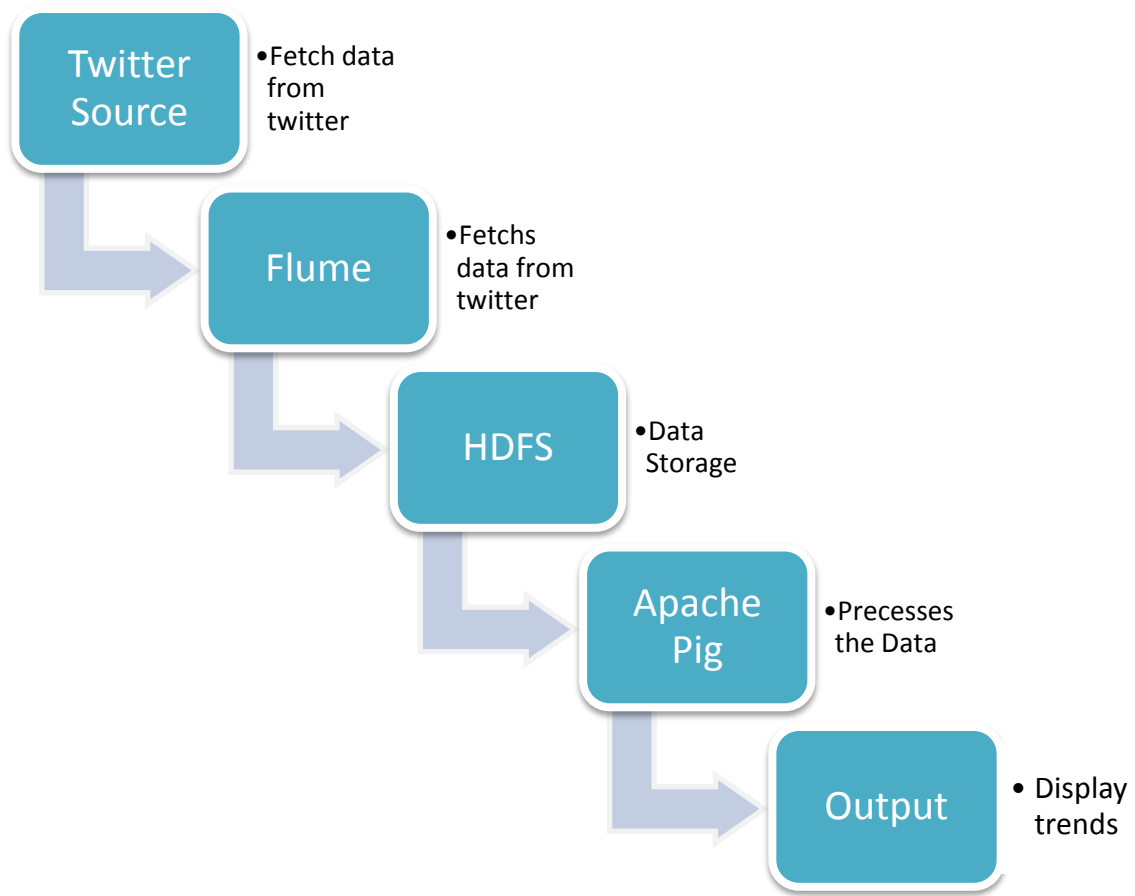 Twitter
Source
•Fetch data
from
twitter
Flume
•Fetchs
data from
twitter
HDFS
•Data
Storage
Apache
Pig
•Precesses
the Data
Output
• Display
trends